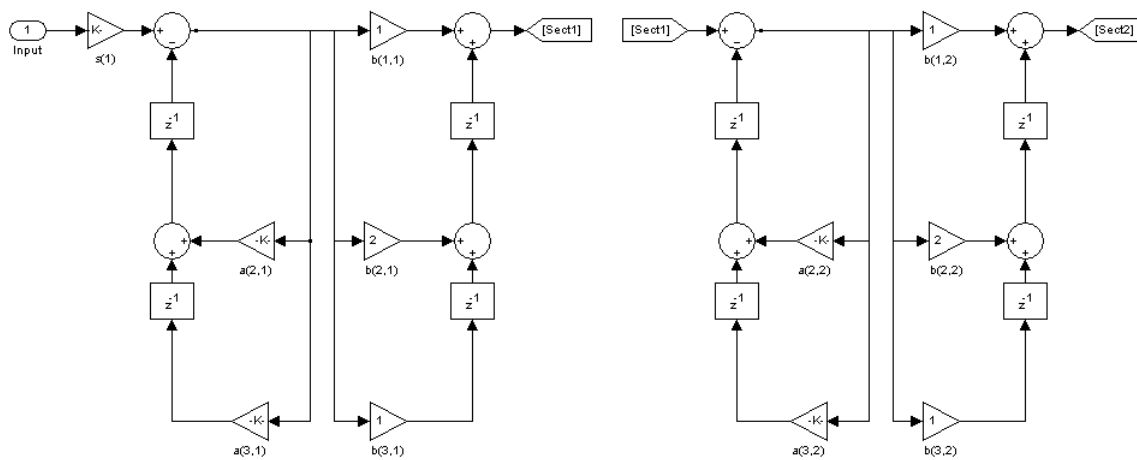 1
Input
K-
s(1)
+
−
1
b(1,1)
+
+
[Sect1]
z-1
z-1
+
+
-K-
a(2,1)
2
b(2,1)
+
+
z-1
z-1
-K-
a(3,1)
1
b(3,1)
[Sect1]
+
−
1
b(1,2)
+
+
[Sect2]
z-1
z-1
+
+
-K-
a(2,2)
2
b(2,2)
+
+
z-1
z-1
-K-
a(3,2)
1
b(3,2)